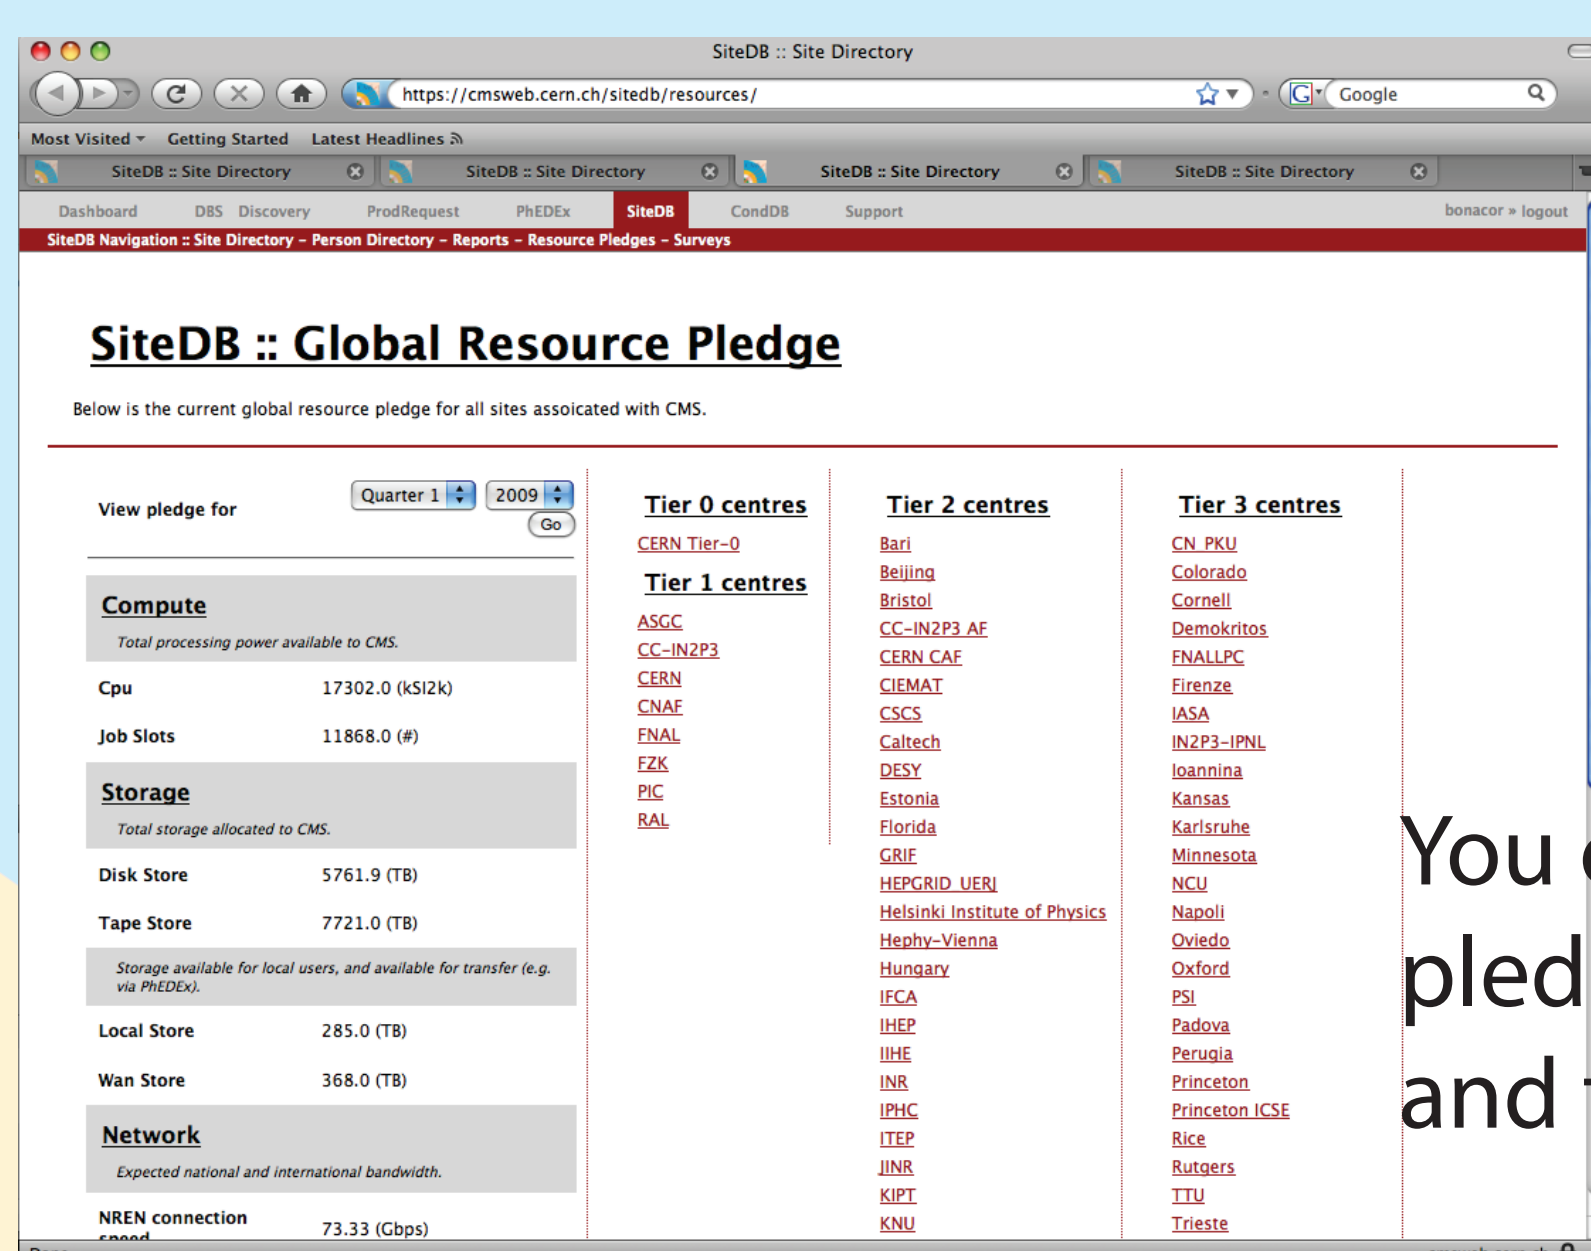 SiteDB :: Site Directory
https://cmsweb.cern.ch/sitedb/resources/
Google
Most Visited Getting Started Latest Headlines
SiteDB :: Site Directory SiteDB :: Site Directory SiteDB :: Site Directory SiteDB :: Site Directory
Dashboard DBS Discovery ProdRequest PhEDEx SiteDB CondDB Support bonacor » logout
SiteDB Navigation :: Site Directory – Person Directory – Reports – Resource Pledges – Surveys
SiteDB :: Global Resource Pledge
Below is the current global resource pledge for all sites assoicated with CMS.
View pledge for Quarter 1 2009
Go
Compute
Total processing power available to CMS.
Cpu 17302.0 (kSI2k)
Job Slots 11868.0 (#)
Storage
Total storage allocated to CMS.
Disk Store 5761.9 (TB)
Tape Store 7721.0 (TB)
Storage available for local users, and available for transfer (e.g.
via PhEDEx).
Local Store 285.0 (TB)
Wan Store 368.0 (TB)
Network
Expected national and international bandwidth.
NREN connection
speed 73.33 (Gbps)
Tier 0 centres
CERN Tier-0
Tier 1 centres
ASGC
CC-IN2P3
CERN
CNAF
FNAL
FZK
PIC
RAL
Tier 2 centres
Bari
Beijing
Bristol
CC-IN2P3 AF
CERN CAF
CIEMAT
CSCS
Caltech
DESY
Estonia
Florida
GRIF
HEPGRID_UERJ
Helsinki Institute of Physics
Hephy-Vienna
Hungary
IFCA
IHEP
IIHE
INR
IPHC
ITEP
JINR
KIPT
KNU
Tier 3 centres
CN_PKU
Colorado
Cornell
Demokritos
FNALLPC
Firenze
IASA
IN2P3-IPNL
Ioannina
Kansas
Karlsruhe
Minnesota
NCU
Napoli
Oviedo
Oxford
PSI
Padova
Perugia
Princeton
Princeton ICSE
Rice
Rutgers
TTU
Trieste
You
pled
and